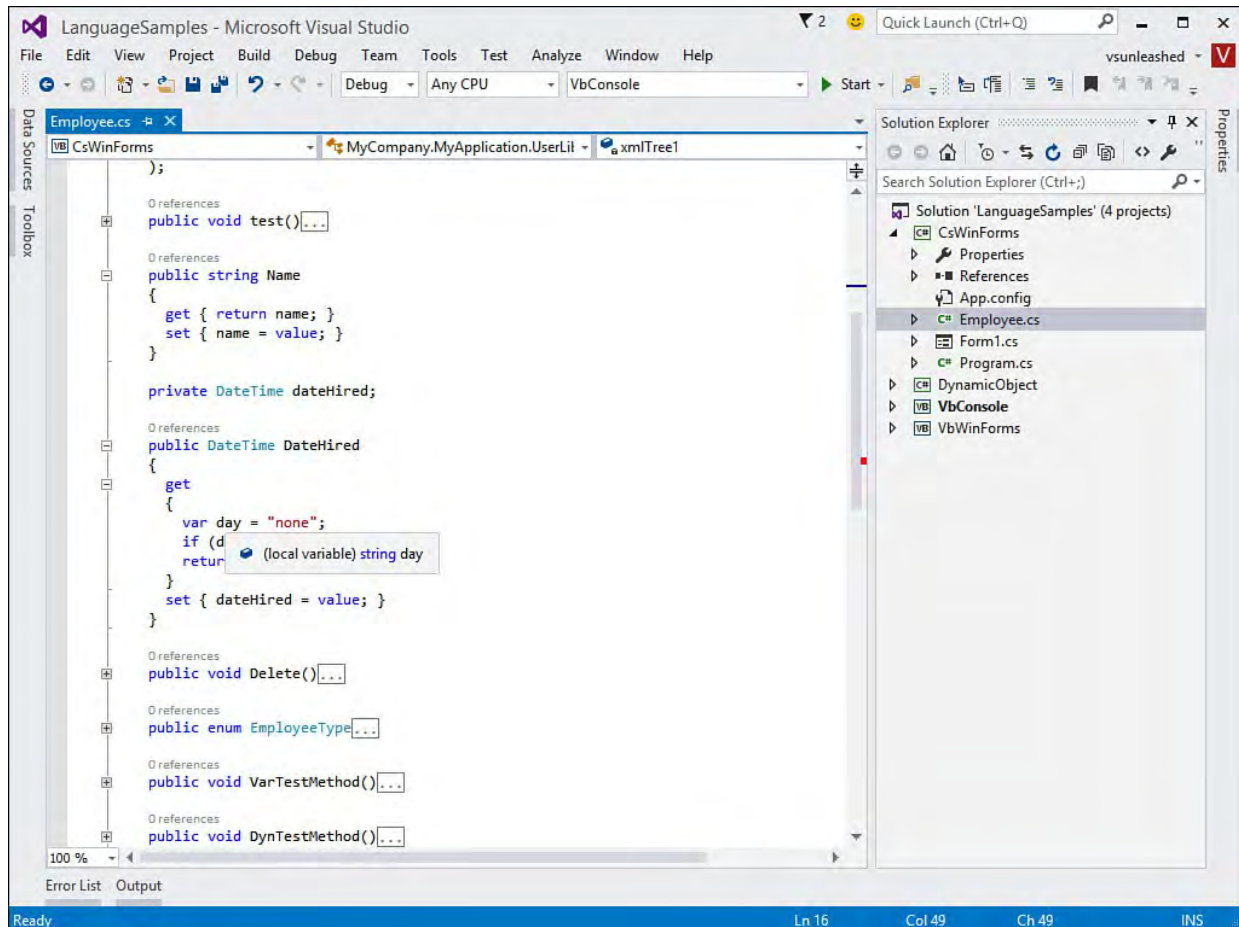 LanguageSamples - Microsoft Visual Studio
2
Quick Launch (Ctrl+Q)
File Edit View Project Build Debug Team Tools Test Analyze Window Help
vsunleashed
V
Debug Any CPU VbConsole Start
Data Sources
Toolbox
Employee.cs
VB CsWinForms MyCompany.MyApplication.UserLil xmlTree1
);
0 references
public void test()...
0 references
public string Name
{
get { return name; }
set { name = value; }
}
private DateTime dateHired;
0 references
public DateTime DateHired
{
get
{
var day = "none";
if (d
retur
(local variable) string day
}
set { dateHired = value; }
}
0 references
public void Delete()...
0 references
public enum EmployeeType...
0 references
public void VarTestMethod()...
0 references
public void DynTestMethod()...
100 %
Solution Explorer
Search Solution Explorer (Ctrl+;)
Solution 'LanguageSamples' (4 projects)
C# CsWinForms
Properties
References
App.config
C# Employee.cs
Form1.cs
C# Program.cs
C# DynamicObject
VB VbConsole
VB VbWinForms
Properties
Error List Output
Ready Ln 16 Col 49 Ch 49 INS